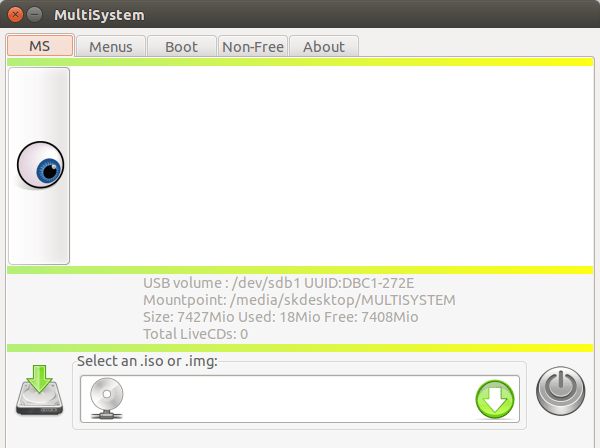 MultiSystem
MS Menus Boot Non-Free About
USB volume : /dev/sdb1 UUID:DBC1-272E
Mountpoint: /media/skdesktop/MULTISYSTEM
Size: 7427Mio Used: 18Mio Free: 7408Mio
Total LiveCDs: 0
Select an .iso or .img: